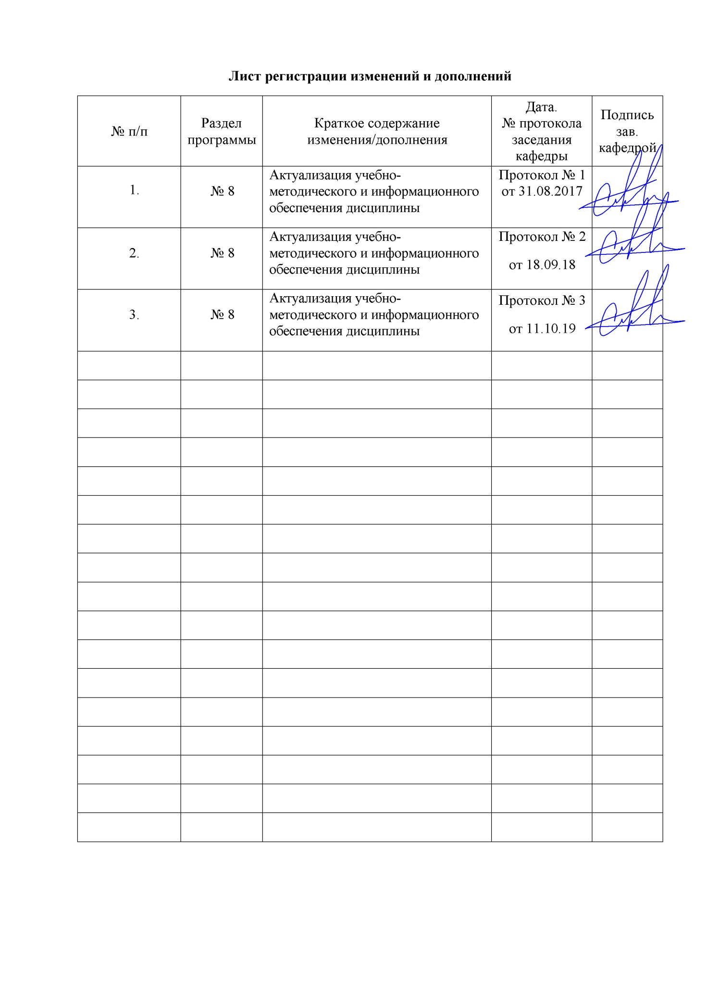 Лист регистрации изменений и дополнений
№ п/п
Раздел
программы
Краткое содержание
изменения/дополнения
Дата.
№ протокола
заседания
кафедры
Подпись
зав.
кафедрой
1.
№ 8
Актуализация учебно-
методического и информационного
обеспечения дисциплины
Протокол № 1
от 31.08.2017
2.
№ 8
Актуализация учебно-
методического и информационного
обеспечения дисциплины
Протокол № 2
от 18.09.18
3.
№ 8
Актуализация учебно-
методического и информационного
обеспечения дисциплины
Протокол № 3
от 11.10.19